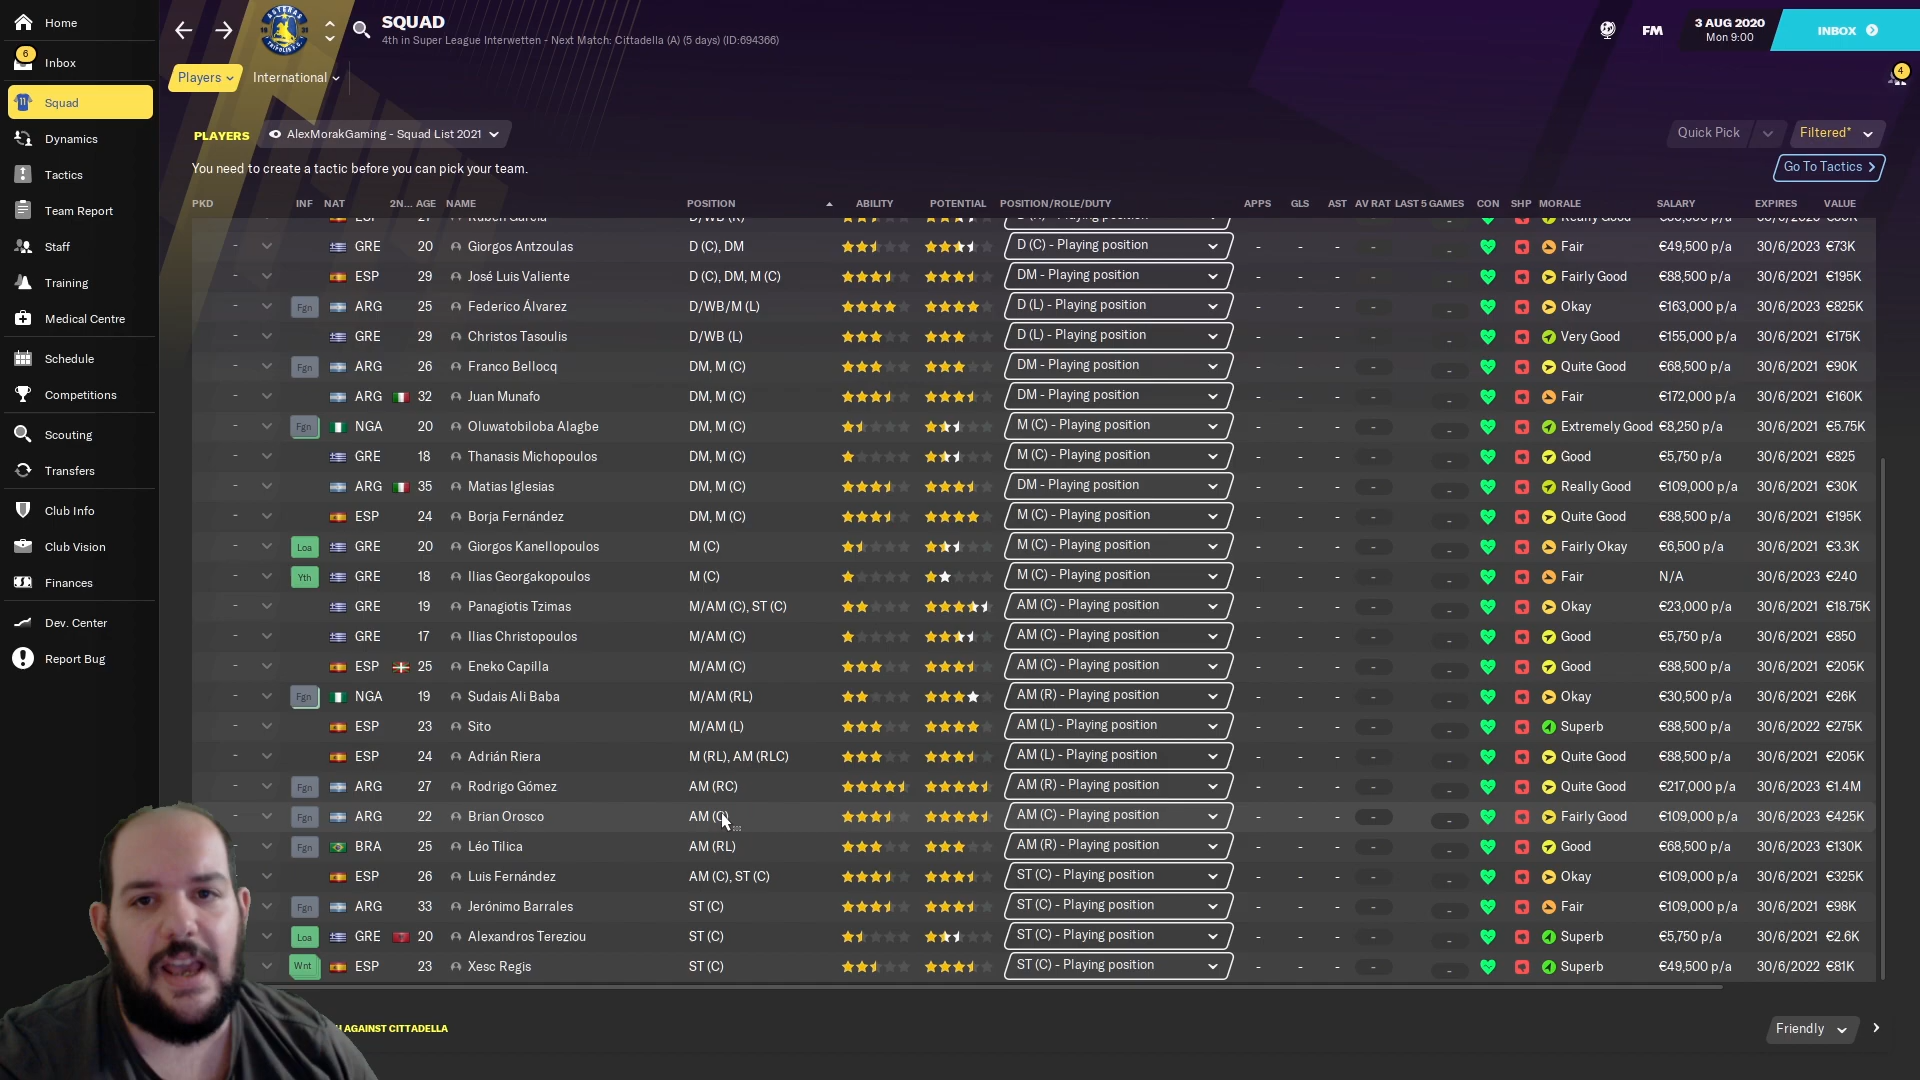 Home
6
Inbox
Squad
Dynamics
Tactics
Team Report
Staff
Training
Medical Centre
Schedule
Competitions
Scouting
Transfers
Club Info
Club Vision
Finances
Dev. Center
Report Bug
SQUAD
4th in Super League Interwetten - Next Match: Cittadella (A) (5 days) (ID:694366)
FM
3 AUG 2020
Mon 9:00
INBOX
4
Players
International
PLAYERS
AlexMorakGaming - Squad List 2021
Quick Pick
Filtered*
You need to create a tactic before you can pick your team.
Go To Tactics
PKD INF NAT 2N... AGE NAME POSITION ABILITY POTENTIAL POSITION/ROLE/DUTY APPS GLS AST AV RAT LAST 5 GAMES CON SHP MORALE SALARY EXPIRES VALUE
- GRE 20 Giorgos Antzoulas D (C), DM D (C) - Playing position - - - - - Fair €49,500 p/a 30/6/2023 €73K
- ESP 29 José Luis Valiente D (C), DM, M (C) DM - Playing position - - - - - Fairly Good €88,500 p/a 30/6/2021 €195K
- Fgn ARG 25 Federico Álvarez D/WB/M (L) D (L) - Playing position - - - - - Okay €163,000 p/a 30/6/2023 €825K
- GRE 29 Christos Tasoulis D/WB (L) D (L) - Playing position - - - - - Very Good €155,000 p/a 30/6/2021 €175K
- Fgn ARG 26 Franco Bellocq DM, M (C) DM - Playing position - - - - - Quite Good €68,500 p/a 30/6/2021 €90K
- ARG 32 Juan Munafo DM, M (C) DM - Playing position - - - - - Fair €172,000 p/a 30/6/2021 €160K
- Fgn NGA 20 Oluwatobiloba Alagbe DM, M (C) M (C) - Playing position - - - - - Extremely Good €8,250 p/a 30/6/2021 €5.75K
- GRE 18 Thanasis Michopoulos DM, M (C) M (C) - Playing position - - - - - Good €5,750 p/a 30/6/2021 €825
- ARG 35 Matias Iglesias DM, M (C) DM - Playing position - - - - - Really Good €109,000 p/a 30/6/2021 €30K
- ESP 24 Borja Fernández DM, M (C) M (C) - Playing position - - - - - Quite Good €88,500 p/a 30/6/2021 €195K
- Loa GRE 20 Giorgos Kanellopoulos M (C) M (C) - Playing position - - - - - Fairly Okay €6,500 p/a 30/6/2021 €3.3K
- Yth GRE 18 Ilias Georgakopoulos M (C) M (C) - Playing position - - - - - Fair N/A 30/6/2023 €240
- GRE 19 Panagiotis Tzimas M/AM (C), ST (C) AM (C) - Playing position - - - - - Okay €23,000 p/a 30/6/2021 €18.75K
- GRE 17 Ilias Christopoulos M/AM (C) AM (C) - Playing position - - - - - Good €5,750 p/a 30/6/2021 €850
- ESP 25 Eneko Capilla M/AM (C) AM (C) - Playing position - - - - - Good €88,500 p/a 30/6/2021 €205K
- Fgn NGA 19 Sudais Ali Baba M/AM (RL) AM (R) - Playing position - - - - - Okay €30,500 p/a 30/6/2021 €26K
- ESP 23 Sito M/AM (L) AM (L) - Playing position - - - - - Superb €88,500 p/a 30/6/2022 €275K
- ESP 24 Adrián Riera M (RL), AM (RLC) AM (L) - Playing position - - - - - Quite Good €88,500 p/a 30/6/2021 €205K
- Fgn ARG 27 Rodrigo Gómez AM (RC) AM (R) - Playing position - - - - - Quite Good €217,000 p/a 30/6/2023 €1.4M
- Fgn ARG 22 Brian Orosco AM (C) AM (C) - Playing position - - - - - Fairly Good €109,000 p/a 30/6/2023 €425K
- Fgn BRA 25 Léo Tilica AM (RL) AM (R) - Playing position - - - - - Good €68,500 p/a 30/6/2023 €130K
ESP 26 Luis Fernández AM (C), ST (C) ST (C) - Playing position - - - - - Okay €109,000 p/a 30/6/2021 €325K
Fgn ARG 33 Jerónimo Barrales ST (C) ST (C) - Playing position - - - - - Fair €109,000 p/a 30/6/2021 €98K
Loa GRE 20 Alexandros Tereziou ST (C) ST (C) - Playing position - - - - - Superb €5,750 p/a 30/6/2021 €2.6K
Wnt ESP 23 Xesc Regis ST (C) ST (C) - Playing position - - - - - Superb €49,500 p/a 30/6/2022 €81K
AGAINST CITTADELLA
Friendly